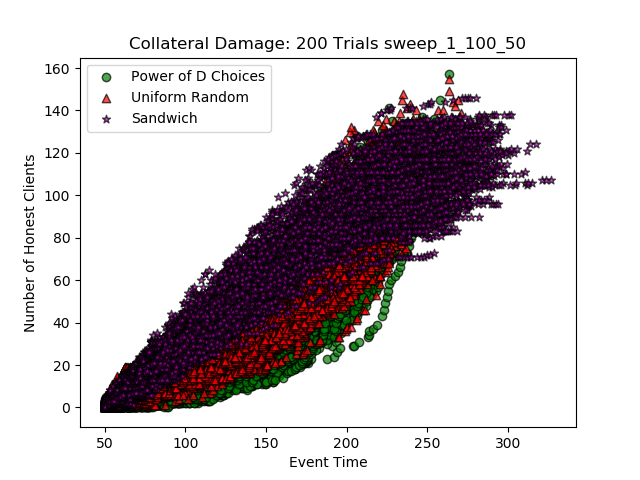 Collateral Damage: 200 Trials sweep_1_100_50
Power of D Choices
Uniform Random
Sandwich
160
140
120
100
80
60
40
20
0
Number of Honest Clients
50
100
150
200
250
300
Event Time